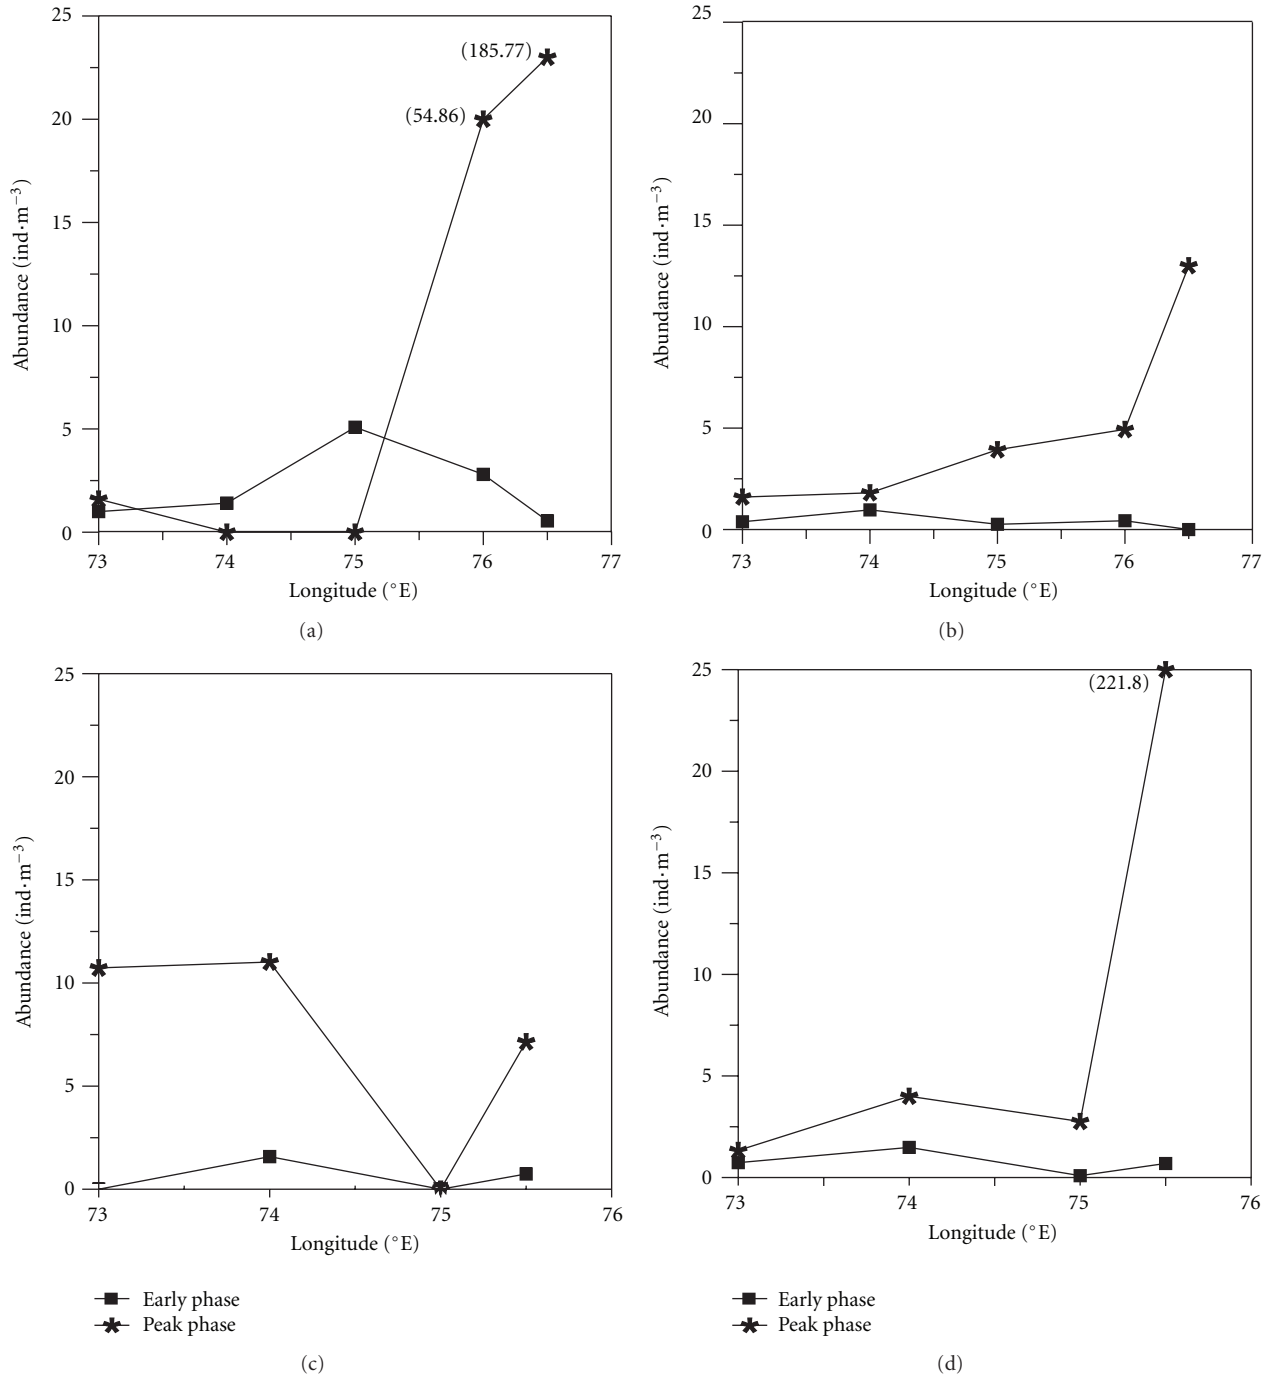 25
20
15
10
5
0
Abundance (ind·m⁻³)
(185.77)
(54.86)
73 74 75 76 77
Longitude (°E)
(a)
25
20
15
10
5
0
Abundance (ind·m⁻³)
73 74 75 76 77
Longitude (°E)
(b)
25
20
15
10
5
0
Abundance (ind·m⁻³)
73 74 75 76
Longitude (°E)
Early phase
Peak phase
(c)
25
20
15
10
5
0
Abundance (ind·m⁻³)
(221.8)
73 74 75 76
Longitude (°E)
Early phase
Peak phase
(d)